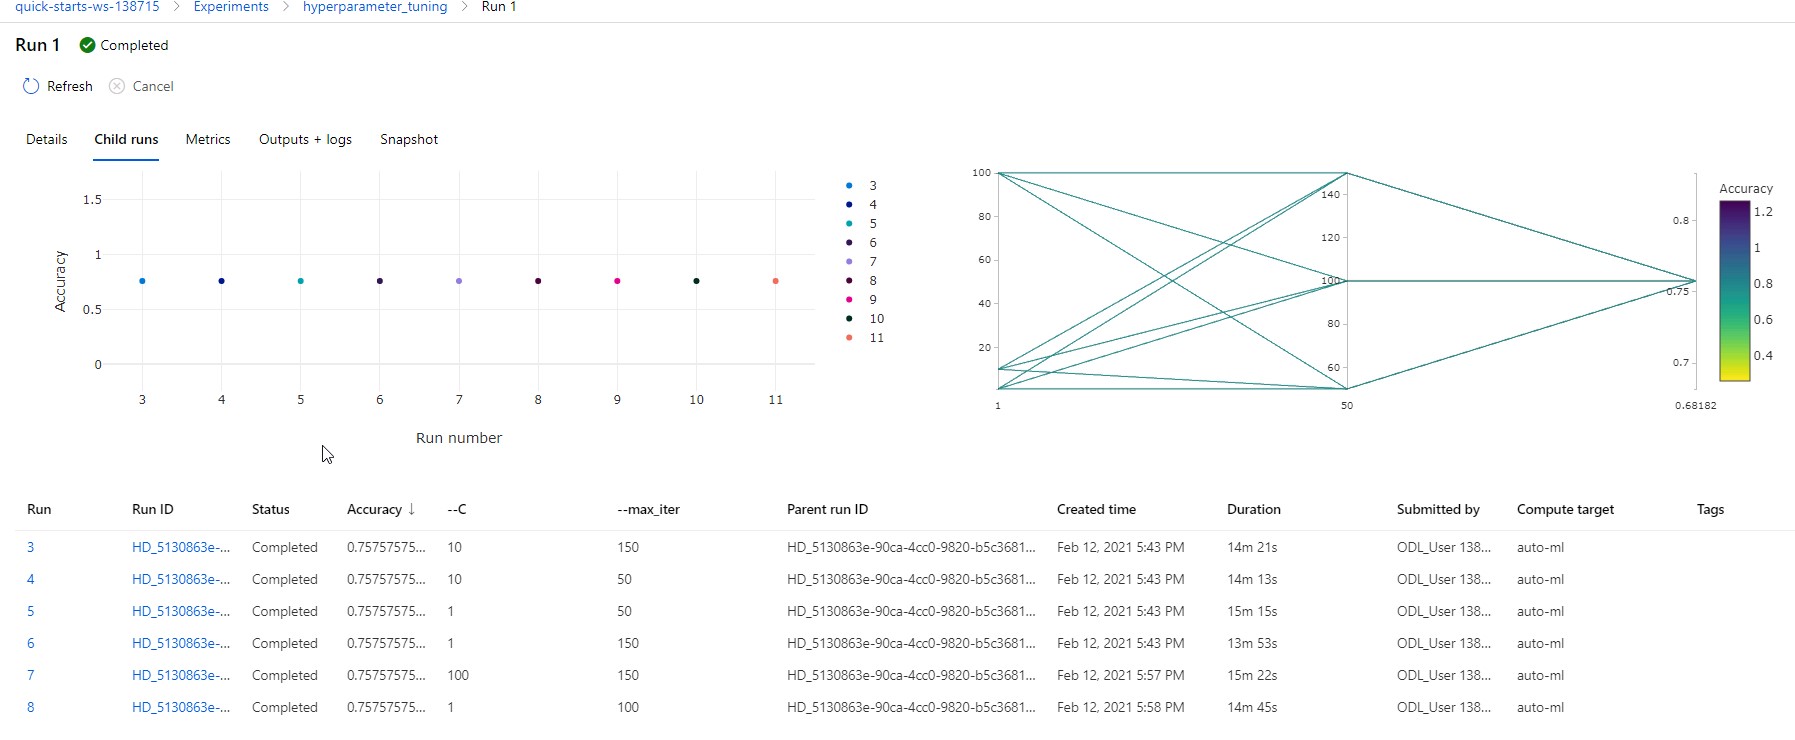 quick-starts-ws-138715 > Experiments > hyperparameter_tuning > Run 1
Run 1 Completed
Refresh Cancel
Details Child runs Metrics Outputs + logs Snapshot
1.5
1
0.5
0
Accuracy
3 4 5 6 7 8 9 10 11
Run number
3
4
5
6
7
8
9
10
11
100
80
60
40
20
1
140
120
100
80
60
50
0.8
0.75
0.7
0.68182
Accuracy
1.2
1
0.8
0.6
0.4
Run Run ID Status Accuracy ↓ --C --max_iter Parent run ID Created time Duration Submitted by Compute target Tags
3 HD_5130863e-... Completed 0.75757575... 10 150 HD_5130863e-90ca-4cc0-9820-b5c3681... Feb 12, 2021 5:43 PM 14m 21s ODL_User 138... auto-ml
4 HD_5130863e-... Completed 0.75757575... 10 50 HD_5130863e-90ca-4cc0-9820-b5c3681... Feb 12, 2021 5:43 PM 14m 13s ODL_User 138... auto-ml
5 HD_5130863e-... Completed 0.75757575... 1 50 HD_5130863e-90ca-4cc0-9820-b5c3681... Feb 12, 2021 5:43 PM 15m 15s ODL_User 138... auto-ml
6 HD_5130863e-... Completed 0.75757575... 1 150 HD_5130863e-90ca-4cc0-9820-b5c3681... Feb 12, 2021 5:43 PM 13m 53s ODL_User 138... auto-ml
7 HD_5130863e-... Completed 0.75757575... 100 150 HD_5130863e-90ca-4cc0-9820-b5c3681... Feb 12, 2021 5:57 PM 15m 22s ODL_User 138... auto-ml
8 HD_5130863e-... Completed 0.75757575... 1 100 HD_5130863e-90ca-4cc0-9820-b5c3681... Feb 12, 2021 5:58 PM 14m 45s ODL_User 138... auto-ml